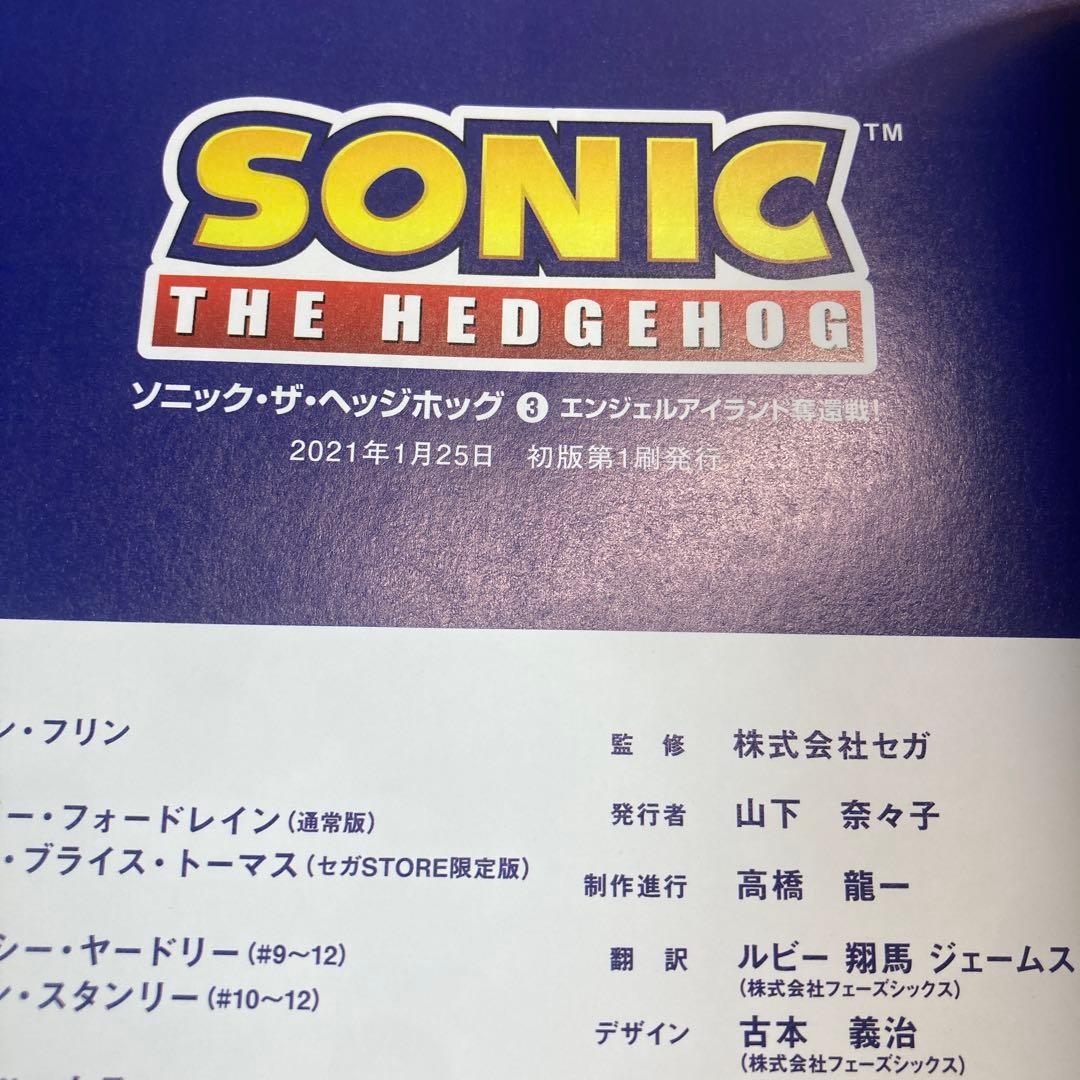 SONIC TM
THE HEDGEHOG
ソニック・ザ・ヘッジホッグ ❸ エンジェルアイランド奪還戦!
2021年1月25日 初版第1刷発行
ン・フリン
ー・フォードレイン(通常版)
・ブライス・トーマス(セガSTORE限定版)
シー・ヤードリー(#9〜12)
ン・スタンリー(#10〜12)
監 修 株式会社セガ
発行者 山下 奈々子
制作進行 高橋 龍一
翻 訳 ルビー 翔馬 ジェームス
(株式会社フェーズシックス)
デザイン 古本 義治
(株式会社フェーズシックス)